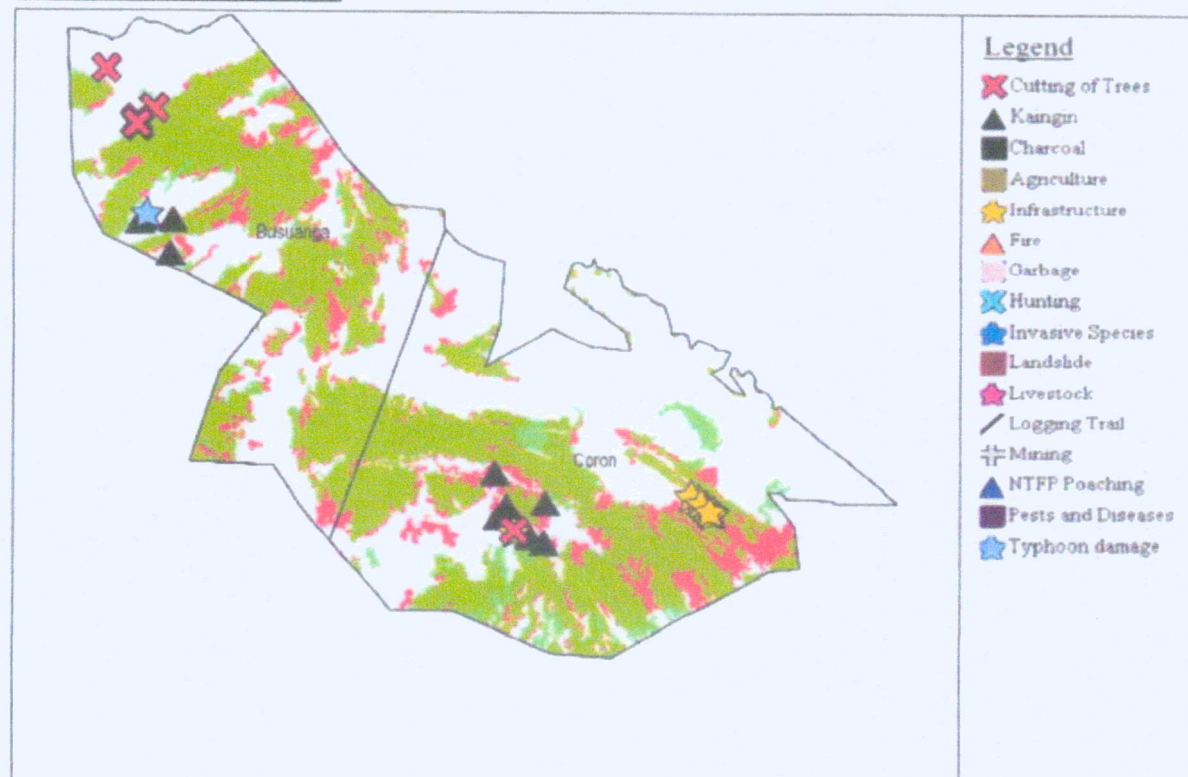 Busuanga
Coron
Legend
Cutting of Trees
Kaingin
Charcoal
Agriculture
Infrastructure
Fire
Garbage
Hunting
Invasive Species
Landslide
Livestock
Logging Trail
Mining
NTFP Poaching
Pests and Diseases
Typhoon damage